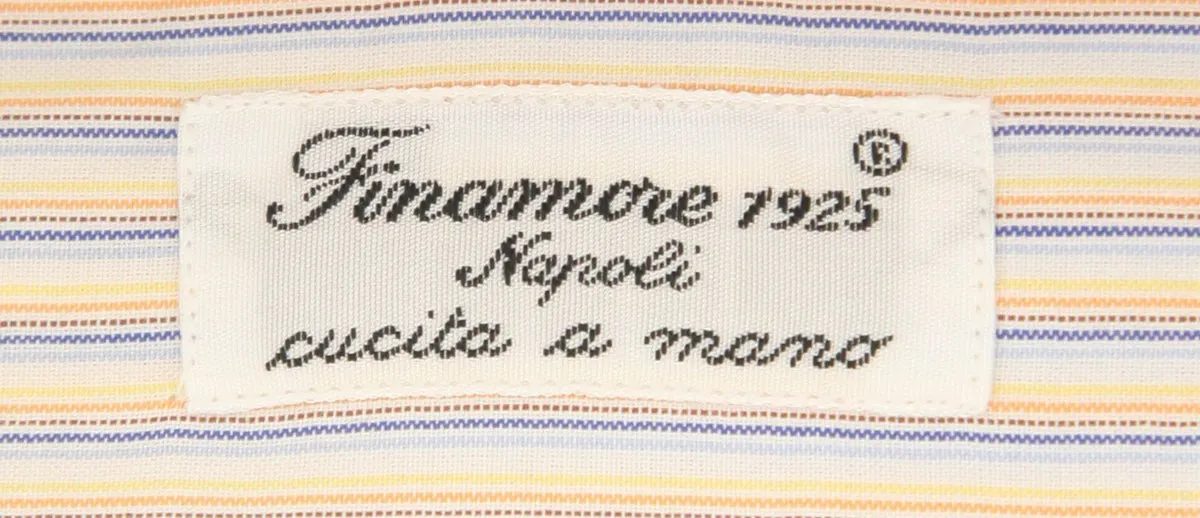 Finamore 1925®
Napoli
cucita a mano